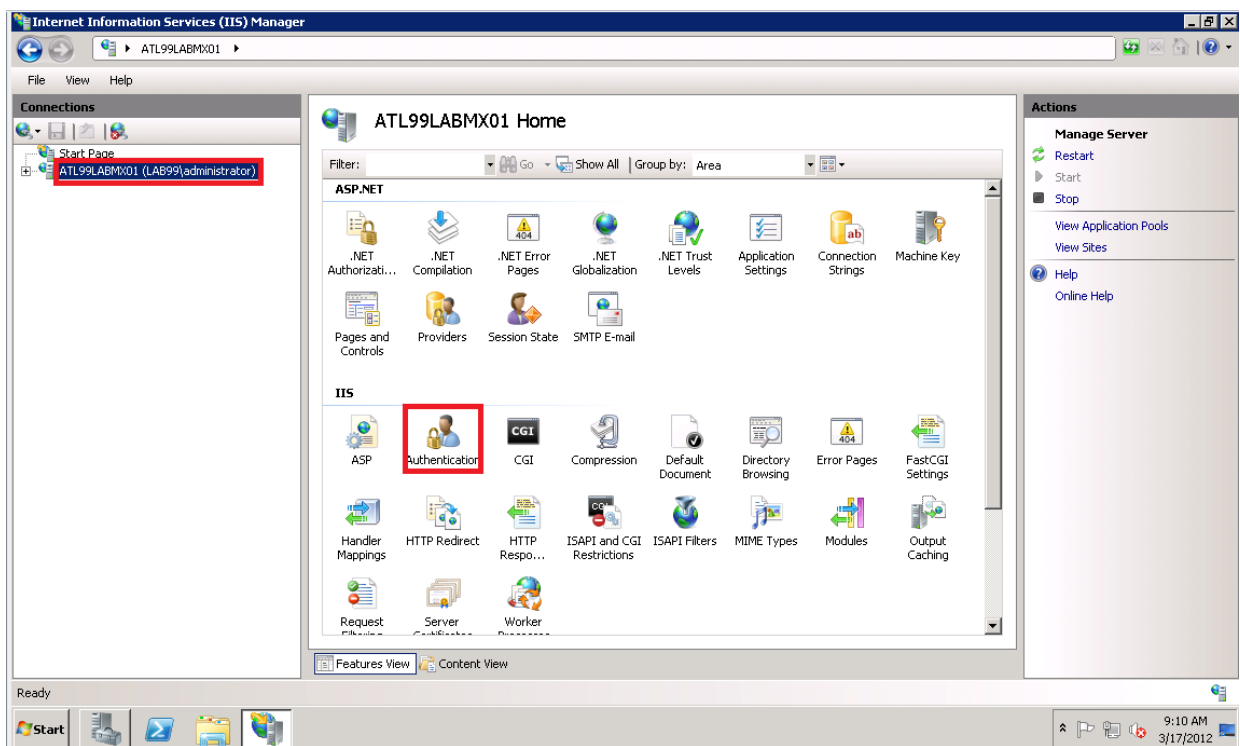 Internet Information Services (IIS) Manager
ATL99LABMX01
File View Help
Connections
Start Page
ATL99LABMX01 (LAB99\administrator)
ATL99LABMX01 Home
Filter: Go Show All Group by: Area
ASP.NET
.NET Authorizati...
.NET Compilation
.NET Error Pages
.NET Globalization
.NET Trust Levels
Application Settings
Connection Strings
Machine Key
Pages and Controls
Providers
Session State
SMTP E-mail
IIS
ASP
Authentication
CGI
Compression
Default Document
Directory Browsing
Error Pages
FastCGI Settings
Handler Mappings
HTTP Redirect
HTTP Respo...
ISAPI and CGI Restrictions
ISAPI Filters
MIME Types
Modules
Output Caching
Request Filtering
Server Certificates
Worker Processes
Features View
Content View
Actions
Manage Server
Restart
Start
Stop
View Application Pools
View Sites
Help
Online Help
Ready
Start
9:10 AM
3/17/2012